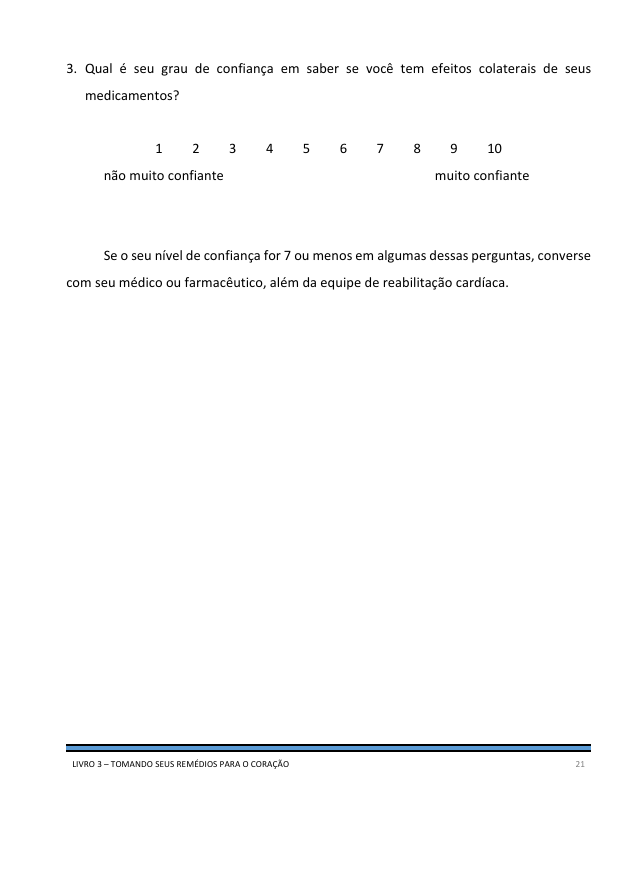 3. Qual é seu grau de confiança em saber se você tem efeitos colaterais de seus
medicamentos?
1 2 3 4 5 6 7 8 9 10
não muito confiante muito confiante
Se o seu nível de confiança for 7 ou menos em algumas dessas perguntas, converse
com seu médico ou farmacêutico, além da equipe de reabilitação cardíaca.
LIVRO 3 – TOMANDO SEUS REMÉDIOS PARA O CORAÇÃO 21